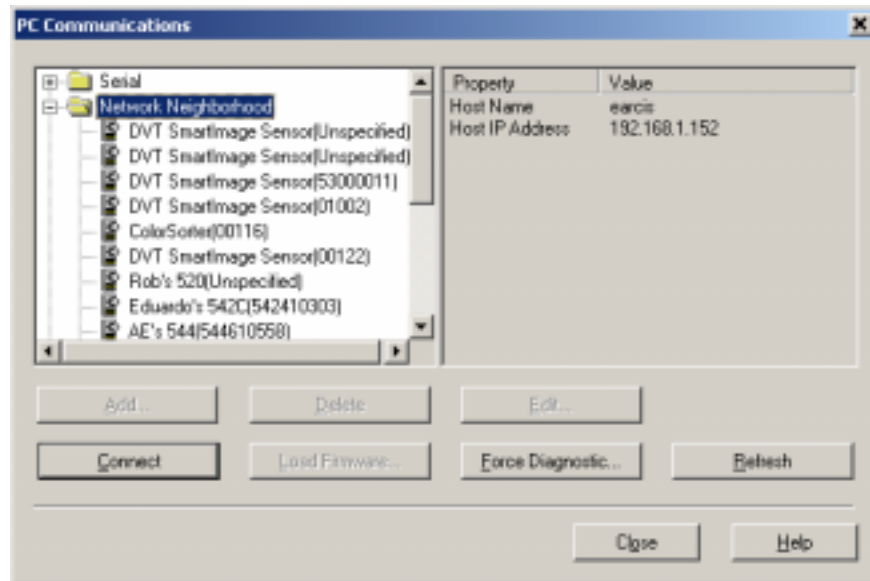 PC Communications
Serial
Network Neighborhood
DVT SmartImage Sensor(Unspecified)
DVT SmartImage Sensor(Unspecified)
DVT SmartImage Sensor(53000011)
DVT SmartImage Sensor(01002)
ColorSorter(00116)
DVT SmartImage Sensor(00122)
Rob's 520(Unspecified)
Eduardo's 542C(542410303)
AE's 544(544610558)
Property Value
Host Name earcis
Host IP Address 192.168.1.152
Add... Delete Edit...
Connect Load Firmware... Force Diagnostic... Refresh
Close Help